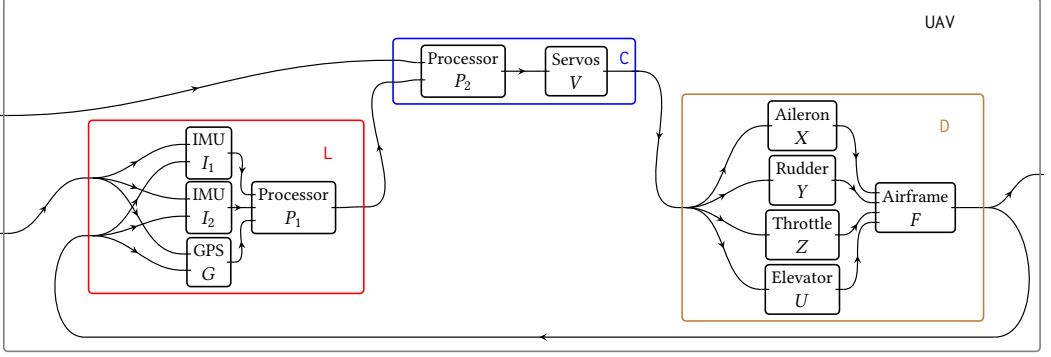 UAV
Processor
P₂
Servos
V
C
IMU
I₁
IMU
I₂
GPS
G
Processor
P₁
L
Aileron
X
Rudder
Y
Throttle
Z
Elevator
U
Airframe
F
D